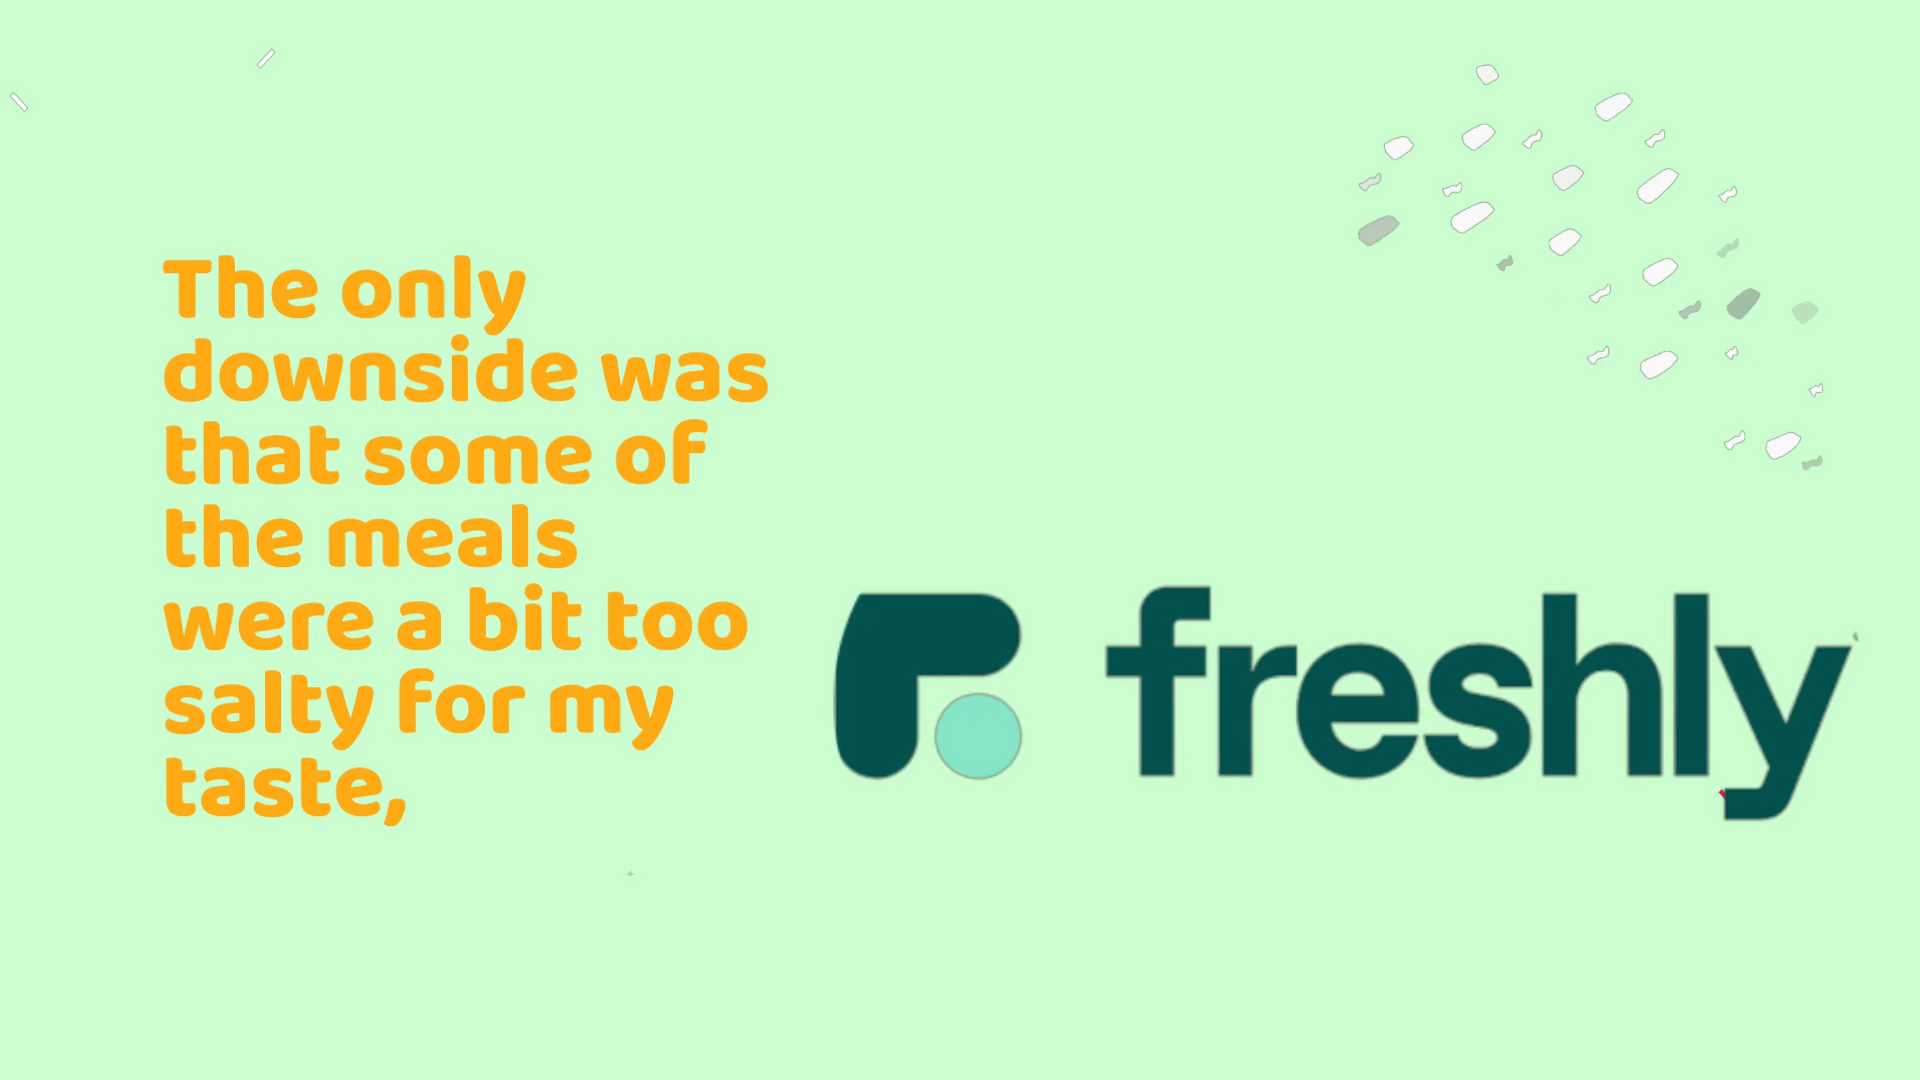 The only
downside was
that some of
the meals
were a bit too
salty for my
taste,
freshly